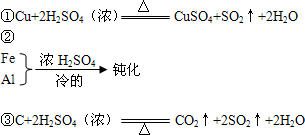 ①Cu+2H₂SO₄（浓）══△══CuSO₄+SO₂↑+2H₂O
②
Fe
Al } 浓 H₂SO₄ 冷的 → 钝化
③C+2H₂SO₄（浓）══△══CO₂↑+2SO₂↑+2H₂O